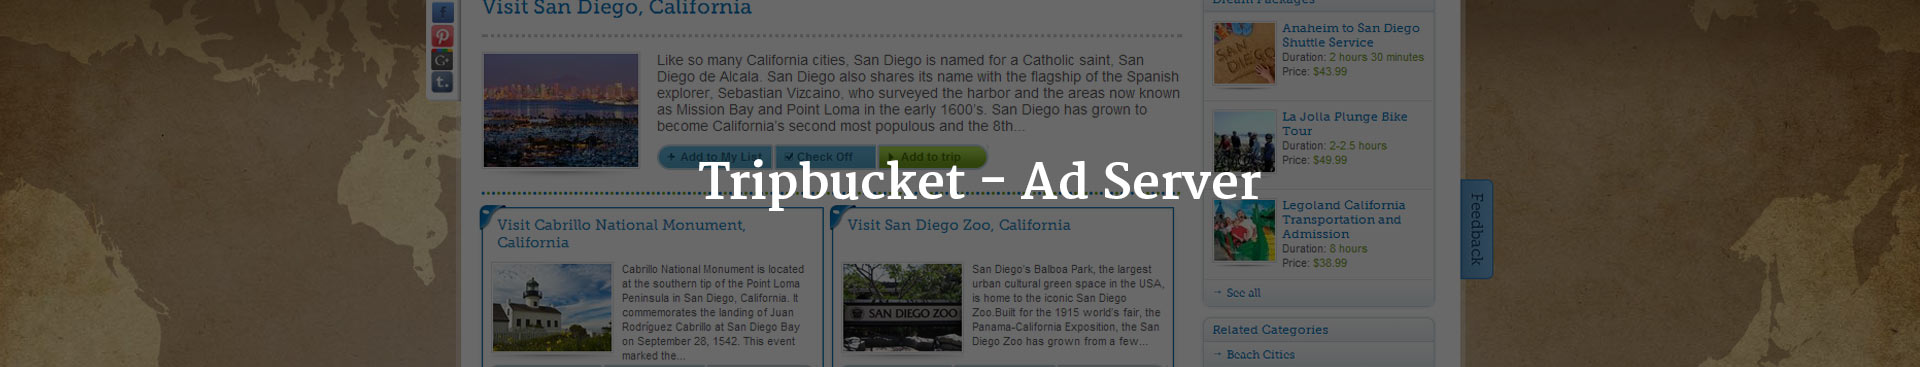 Visit San Diego, California
Like so many California cities, San Diego is named for a Catholic saint, San
Diego de Alcala. San Diego also shares its name with the flagship of the Spanish
explorer, Sebastian Vizcaino, who surveyed the harbor and the areas now known
as Mission Bay and Point Loma in the early 1600's. San Diego has grown to
become California's second most populous and the 8th...
+ Add to My List
Check Off
Add to trip
Tripbucket - Ad Server
Visit Cabrillo National Monument,
California
Cabrillo National Monument is located
at the southern tip of the Point Loma
Peninsula in San Diego, California. It
commemorates the landing of Juan
Rodríguez Cabrillo at San Diego Bay
on September 28, 1542. This event
marked the...
Visit San Diego Zoo, California
SAN DIEGO ZOO
San Diego's Balboa Park, the largest
urban cultural green space in the USA,
is home to the iconic San Diego
Zoo.Built for the 1915 world's fair, the
Panama-California Exposition, the San
Diego Zoo has grown from a few...
Dream Packages
SAN
DIEGO
Anaheim to San Diego
Shuttle Service
Duration: 2 hours 30 minutes
Price: $43.99
La Jolla Plunge Bike
Tour
Duration: 2-2.5 hours
Price: $49.99
Legoland California
Transportation and
Admission
Duration: 8 hours
Price: $38.99
→ See all
Related Categories
→ Beach Cities
Feedback